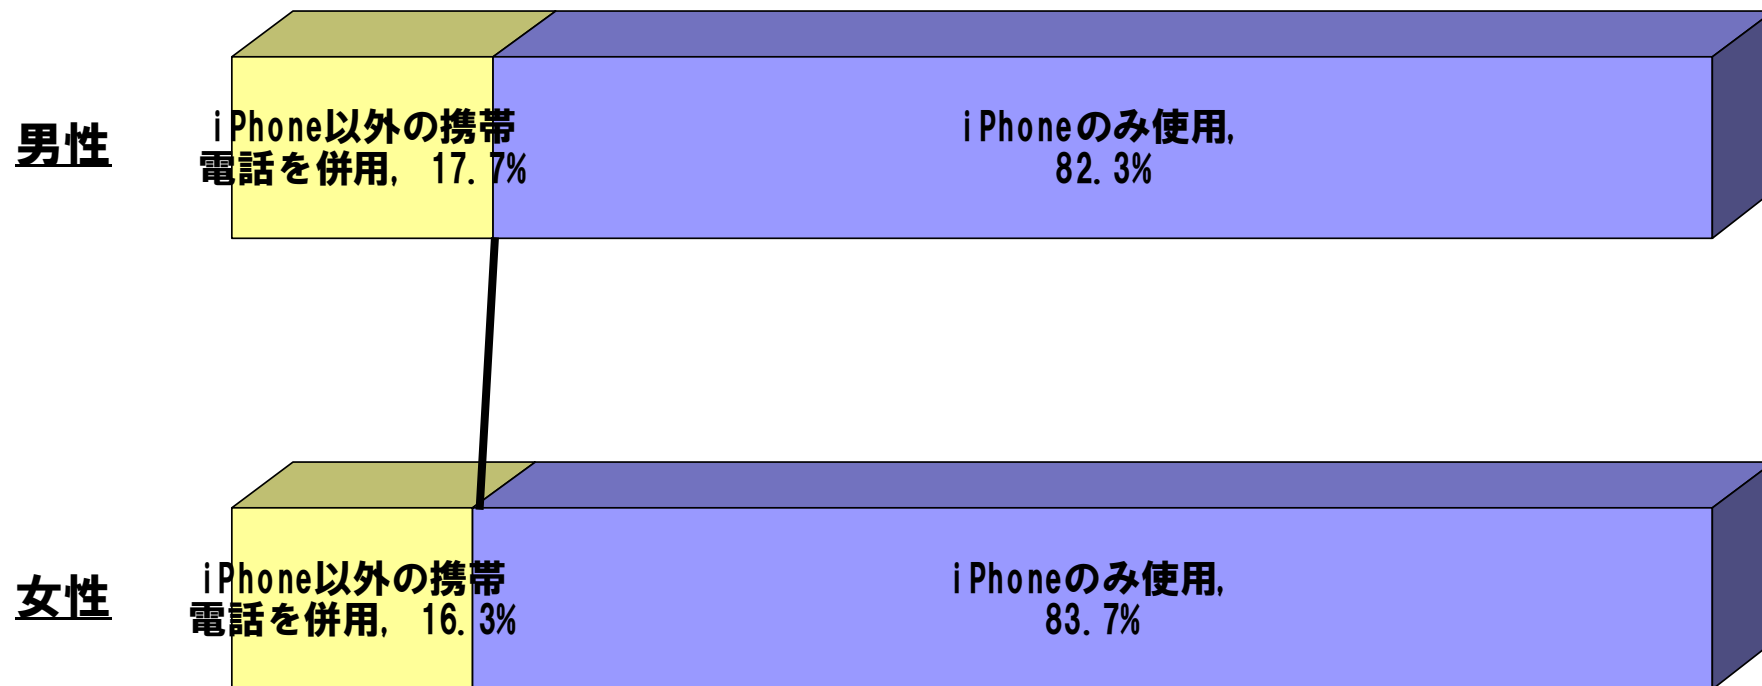 男性
iPhone以外の携帯
電話を併用, 17.7%
iPhoneのみ使用,
82.3%
女性
iPhone以外の携帯
電話を併用, 16.3%
iPhoneのみ使用,
83.7%